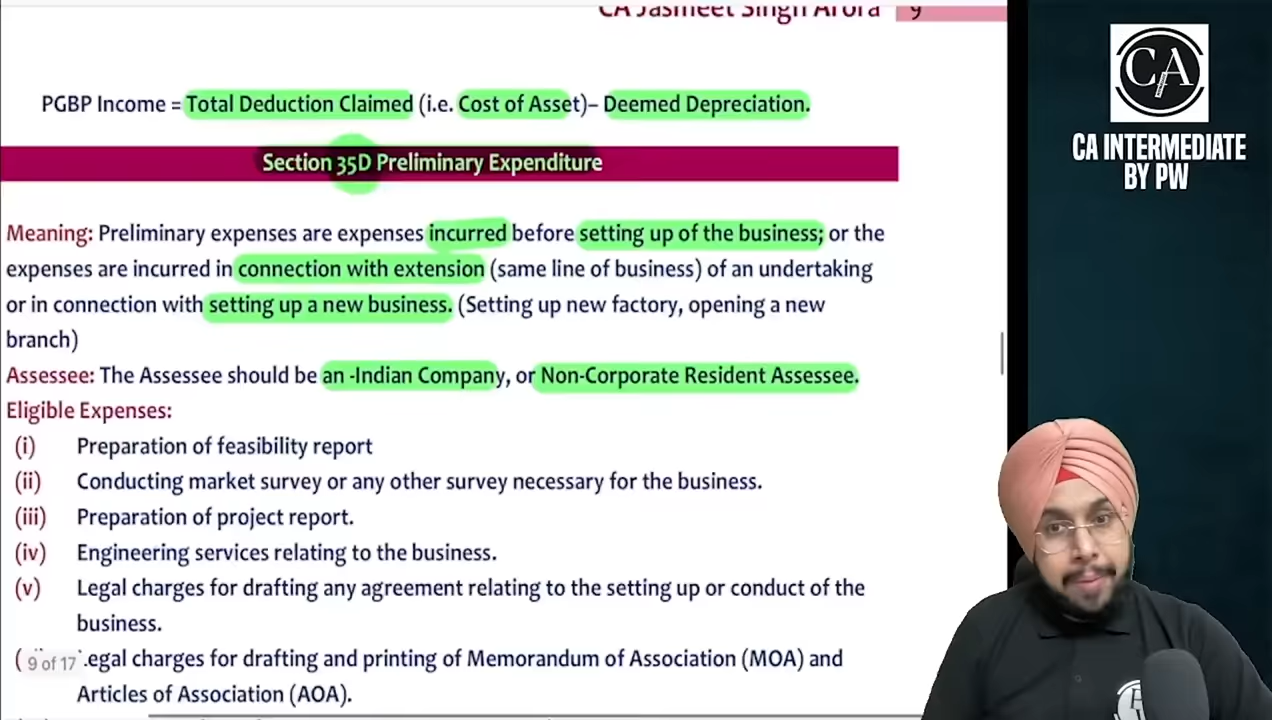 CA Jasmeet Singh Arora 9
PGBP Income = Total Deduction Claimed (i.e. Cost of Asset)– Deemed Depreciation.
Section 35D Preliminary Expenditure
Meaning: Preliminary expenses are expenses incurred before setting up of the business; or the
expenses are incurred in connection with extension (same line of business) of an undertaking
or in connection with setting up a new business. (Setting up new factory, opening a new
branch)
Assessee: The Assessee should be an -Indian Company, or Non-Corporate Resident Assessee.
Eligible Expenses:
(i) Preparation of feasibility report
(ii) Conducting market survey or any other survey necessary for the business.
(iii) Preparation of project report.
(iv) Engineering services relating to the business.
(v) Legal charges for drafting any agreement relating to the setting up or conduct of the
business.
9 of 17 Legal charges for drafting and printing of Memorandum of Association (MOA) and
Articles of Association (AOA).
CA
CA INTERMEDIATE
BY PW